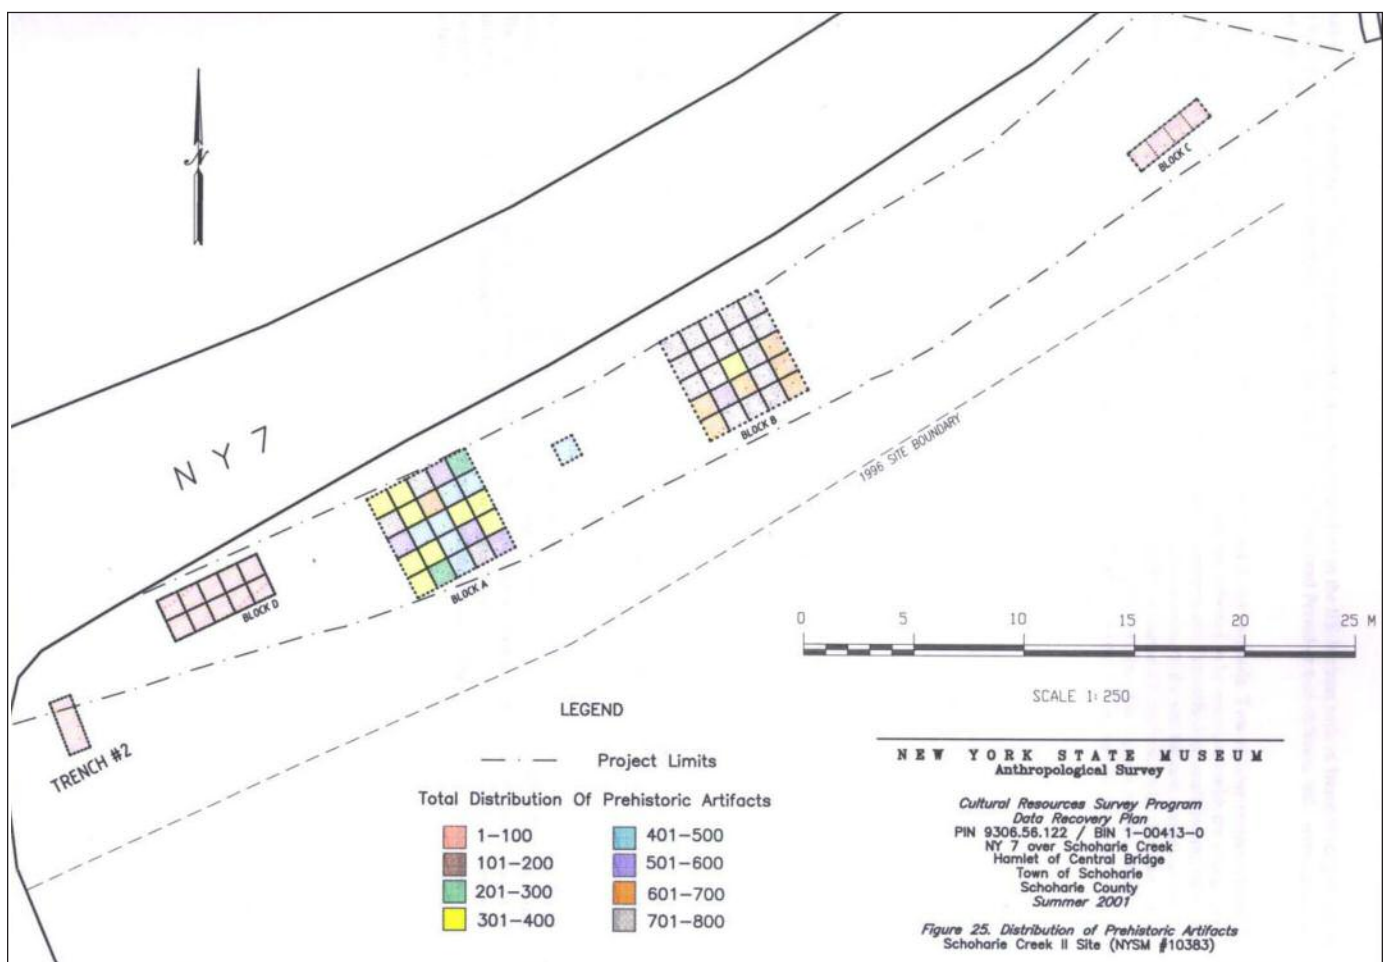 N
NY 7
BLOCK C
BLOCK B
1996 SITE BOUNDARY
BLOCK A
BLOCK D
TRENCH #2
0 5 10 15 20 25 M
SCALE 1:250
LEGEND
Project Limits
Total Distribution Of Prehistoric Artifacts
1-100
101-200
201-300
301-400
401-500
501-600
601-700
701-800
NEW YORK STATE MUSEUM
Anthropological Survey
Cultural Resources Survey Program
Data Recovery Plan
PIN 9306.56.122 / BIN 1-00413-0
NY 7 over Schoharie Creek
Hamlet of Central Bridge
Town of Schoharie
Schoharie County
Summer 2001
Figure 25. Distribution of Prehistoric Artifacts
Schoharie Creek II Site (NYSM #10383)